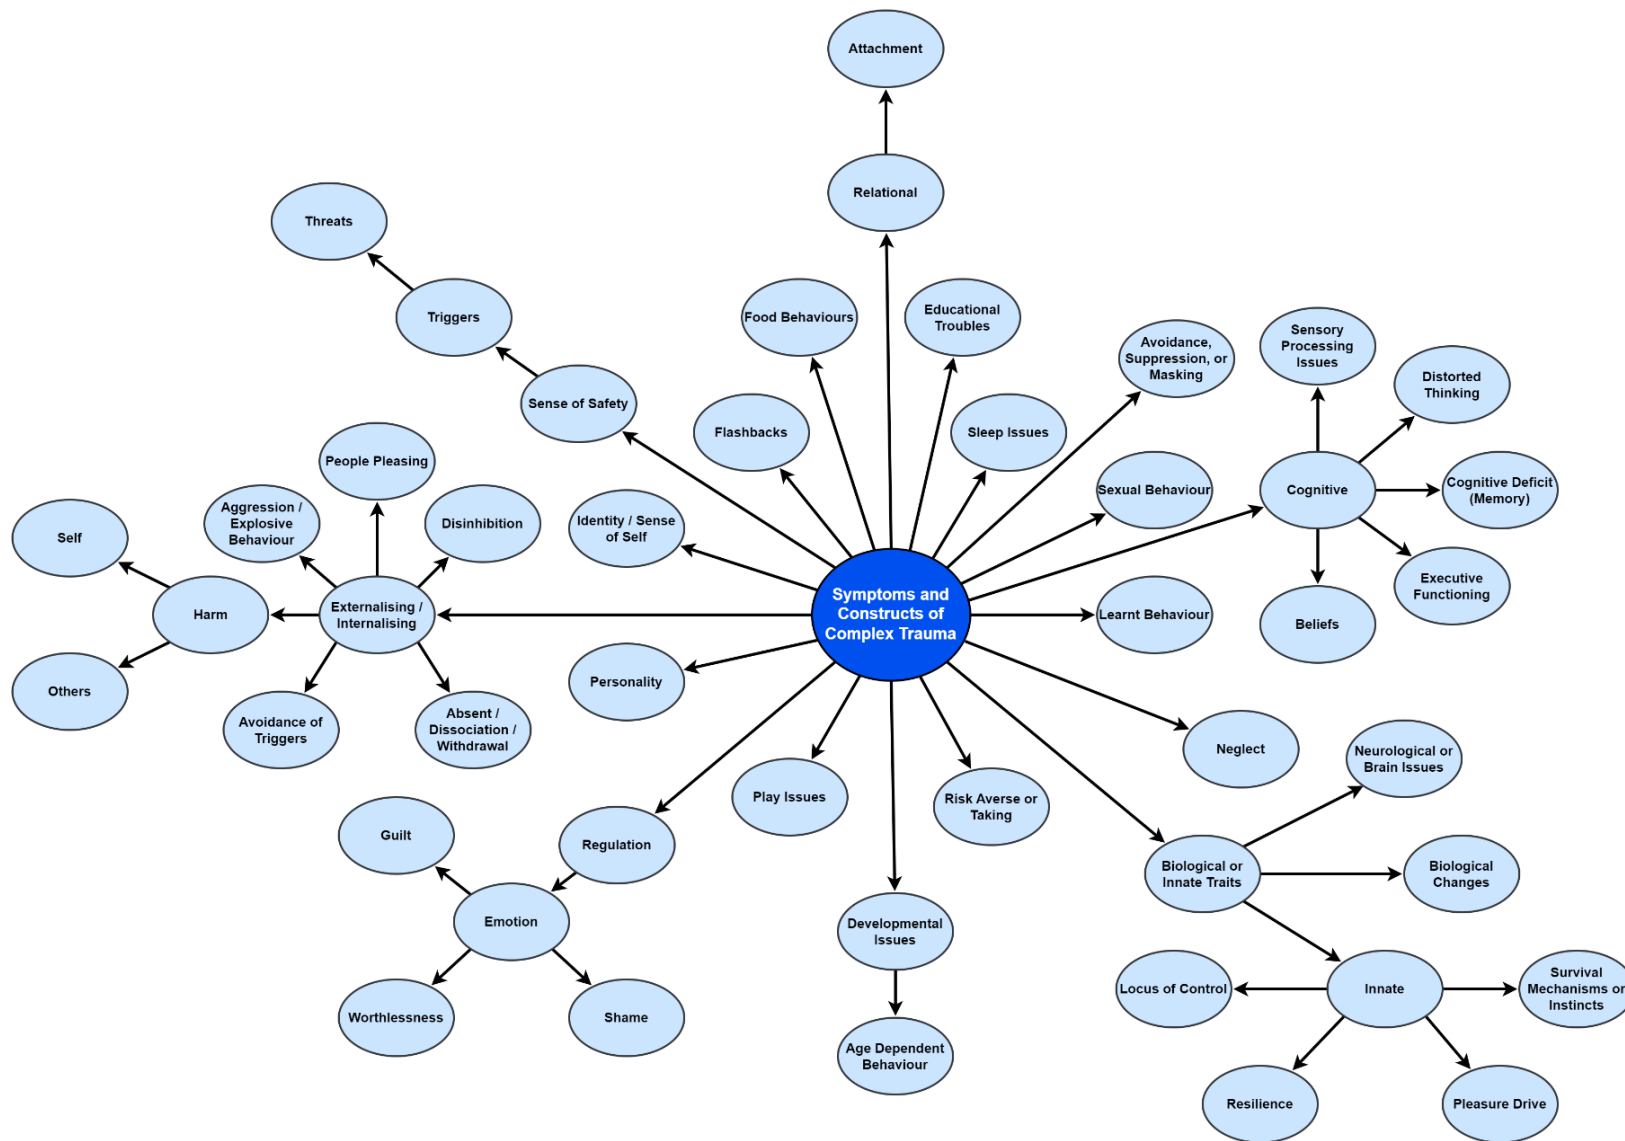 Attachment
Relational
Threats
Triggers
Sense of Safety
Food Behaviours
Educational
Troubles
Flashbacks
Sleep Issues
Avoidance,
Suppression, or
Masking
Sensory
Processing
Issues
Distorted
Thinking
Cognitive
Cognitive Deficit
(Memory)
Executive
Functioning
Beliefs
Sexual Behaviour
Identity / Sense
of Self
People Pleasing
Aggression /
Explosive
Behaviour
Disinhibition
Self
Harm
Externalising /
Internalising
Others
Avoidance of
Triggers
Absent /
Dissociation /
Withdrawal
Symptoms and
Constructs of
Complex Trauma
Learnt Behaviour
Personality
Neglect
Play Issues
Risk Averse or
Taking
Regulation
Guilt
Emotion
Worthlessness
Shame
Developmental
Issues
Age Dependent
Behaviour
Neurological or
Brain Issues
Biological or
Innate Traits
Biological
Changes
Locus of Control
Innate
Survival
Mechanisms or
Instincts
Resilience
Pleasure Drive